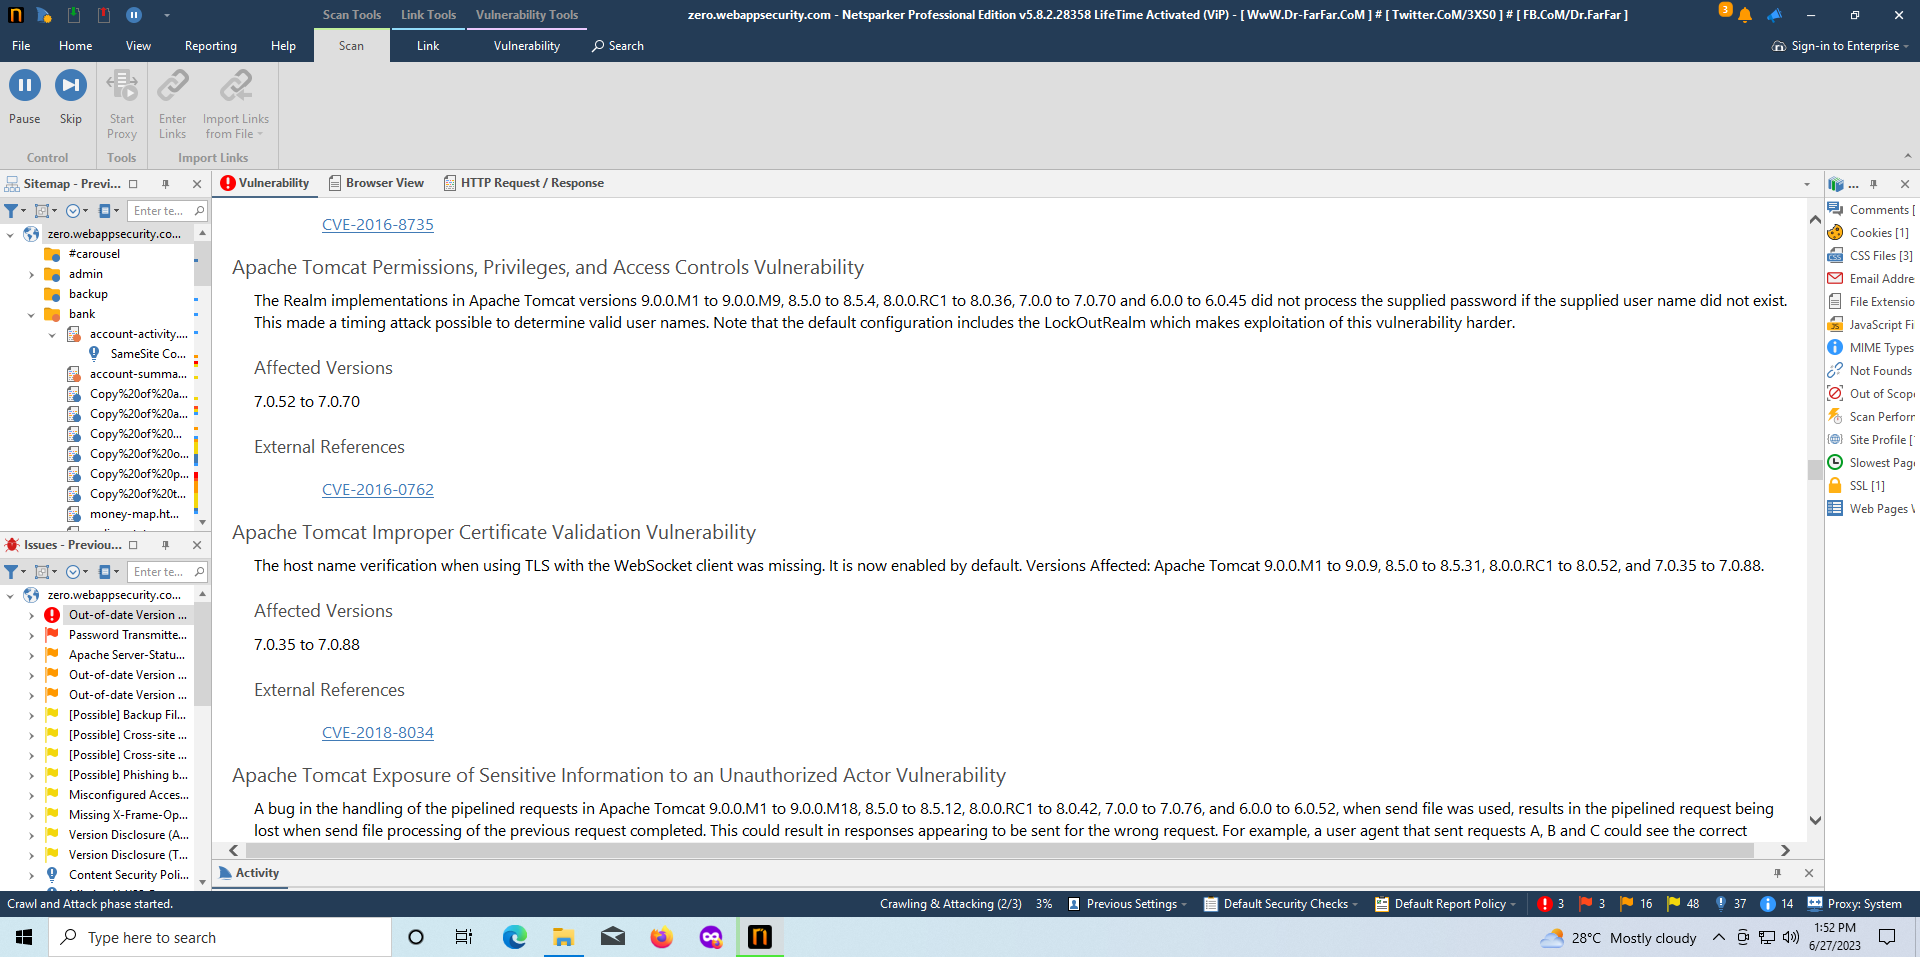 Scan Tools Link Tools Vulnerability Tools
zero.webappsecurity.com - Netsparker Professional Edition v5.8.2.28358 LifeTime Activated (ViP) - [ WwW.Dr-FarFar.CoM ] # [ Twitter.CoM/3XS0 ] # [ FB.CoM/Dr.FarFar ]
3
File Home View Reporting Help Scan Link Vulnerability Search
Sign-in to Enterprise
Pause
Skip
Start Proxy
Enter Links
Import Links from File
Control
Tools
Import Links
Sitemap - Previ...
Enter te...
zero.webappsecurity.co...
#carousel
admin
backup
bank
account-activity....
SameSite Co...
account-summa...
Copy%20of%20a...
Copy%20of%20a...
Copy%20of%20...
Copy%20of%20o...
Copy%20of%20p...
Copy%20of%20t...
money-map.ht...
Issues - Previou...
Enter te...
zero.webappsecurity.co...
Out-of-date Version ...
Password Transmitte...
Apache Server-Statu...
Out-of-date Version ...
Out-of-date Version ...
[Possible] Backup Fil...
[Possible] Cross-site ...
[Possible] Cross-site ...
[Possible] Phishing b...
Misconfigured Acces...
Missing X-Frame-Op...
Version Disclosure (A...
Version Disclosure (T...
Content Security Poli...
Vulnerability Browser View HTTP Request / Response
CVE-2016-8735
Apache Tomcat Permissions, Privileges, and Access Controls Vulnerability
The Realm implementations in Apache Tomcat versions 9.0.0.M1 to 9.0.0.M9, 8.5.0 to 8.5.4, 8.0.0.RC1 to 8.0.36, 7.0.0 to 7.0.70 and 6.0.0 to 6.0.45 did not process the supplied password if the supplied user name did not exist.
This made a timing attack possible to determine valid user names. Note that the default configuration includes the LockOutRealm which makes exploitation of this vulnerability harder.
Affected Versions
7.0.52 to 7.0.70
External References
CVE-2016-0762
Apache Tomcat Improper Certificate Validation Vulnerability
The host name verification when using TLS with the WebSocket client was missing. It is now enabled by default. Versions Affected: Apache Tomcat 9.0.0.M1 to 9.0.9, 8.5.0 to 8.5.31, 8.0.0.RC1 to 8.0.52, and 7.0.35 to 7.0.88.
Affected Versions
7.0.35 to 7.0.88
External References
CVE-2018-8034
Apache Tomcat Exposure of Sensitive Information to an Unauthorized Actor Vulnerability
A bug in the handling of the pipelined requests in Apache Tomcat 9.0.0.M1 to 9.0.0.M18, 8.5.0 to 8.5.12, 8.0.0.RC1 to 8.0.42, 7.0.0 to 7.0.76, and 6.0.0 to 6.0.52, when send file was used, results in the pipelined request being
lost when send file processing of the previous request completed. This could result in responses appearing to be sent for the wrong request. For example, a user agent that sent requests A, B and C could see the correct
Activity
...
Comments [
Cookies [1]
CSS Files [3]
Email Addre
File Extensio
JavaScript Fi
MIME Types
Not Founds
Out of Scope
Scan Perform
Site Profile [
Slowest Page
SSL [1]
Web Pages
Crawl and Attack phase started.
Crawling & Attacking (2/3) 3% Previous Settings Default Security Checks Default Report Policy 3 3 16 48 37 14 Proxy: System
Type here to search
28°C Mostly cloudy
1:52 PM
6/27/2023